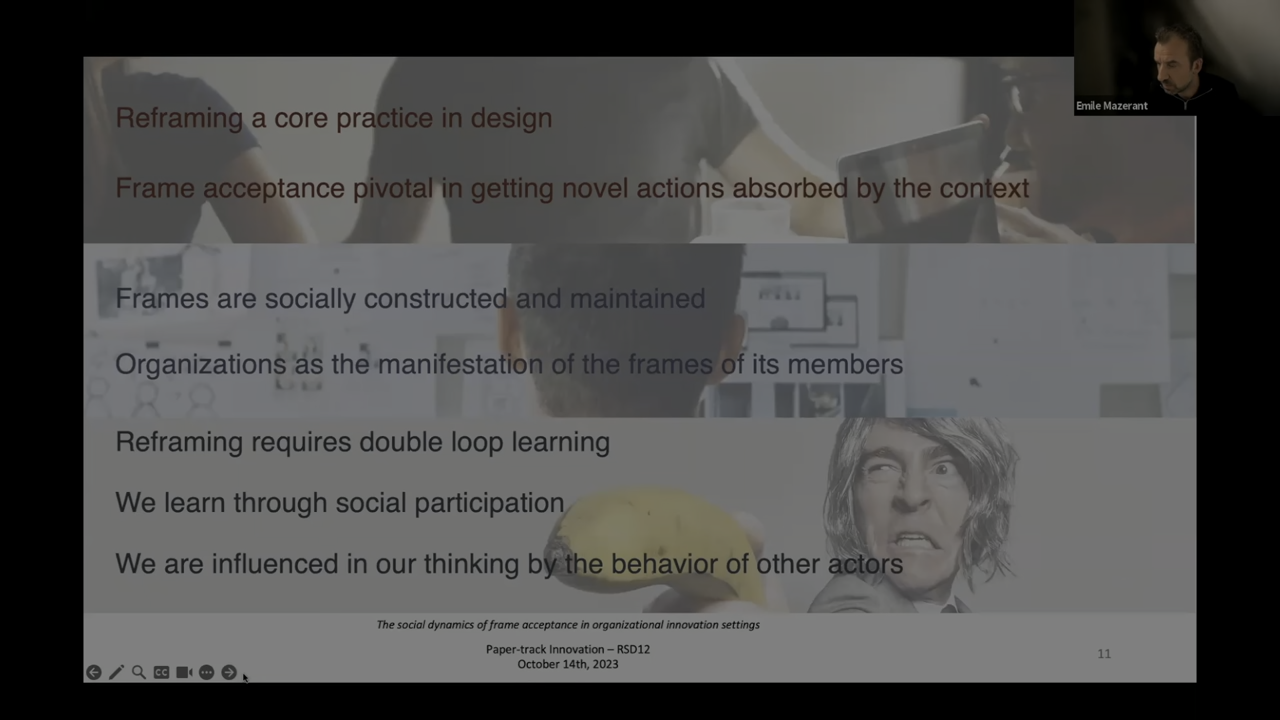 Emile Mazerant
Reframing a core practice in design
Frame acceptance pivotal in getting novel actions absorbed by the context
Frames are socially constructed and maintained
Organizations as the manifestation of the frames of its members
Reframing requires double loop learning
We learn through social participation
We are influenced in our thinking by the behavior of other actors
The social dynamics of frame acceptance in organizational innovation settings
Paper-track Innovation – RSD12
October 14th, 2023
11
CC